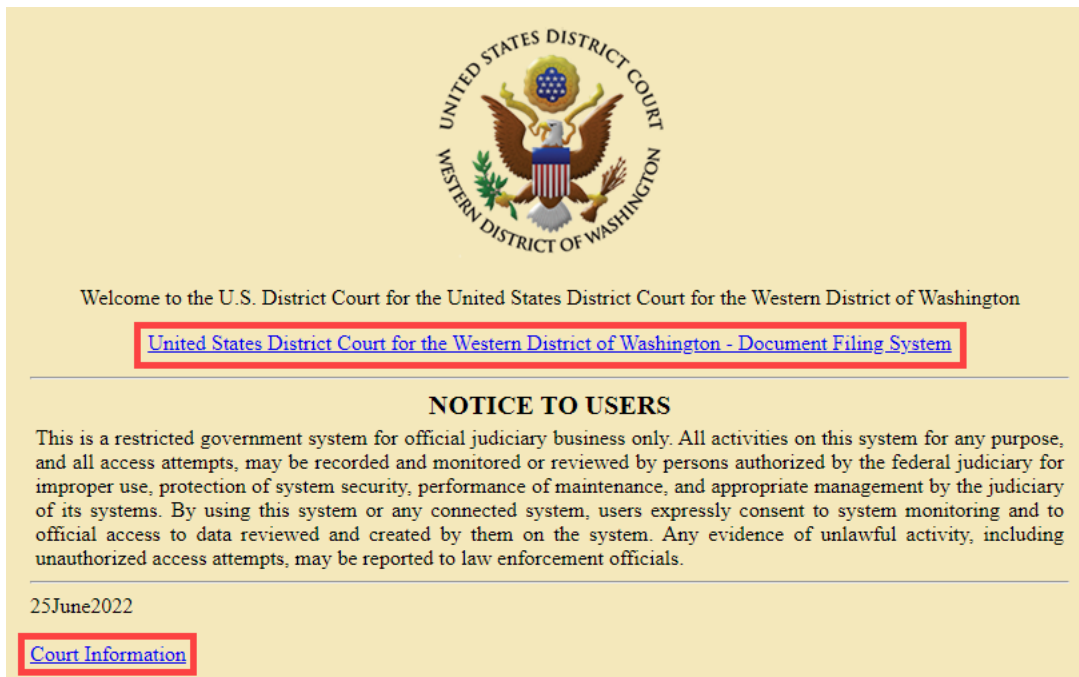 UNITED STATES DISTRICT COURT
WESTERN DISTRICT OF WASHINGTON
Welcome to the U.S. District Court for the United States District Court for the Western District of Washington
United States District Court for the Western District of Washington - Document Filing System
NOTICE TO USERS
This is a restricted government system for official judiciary business only. All activities on this system for any purpose,
and all access attempts, may be recorded and monitored or reviewed by persons authorized by the federal judiciary for
improper use, protection of system security, performance of maintenance, and appropriate management by the judiciary
of its systems. By using this system or any connected system, users expressly consent to system monitoring and to
official access to data reviewed and created by them on the system. Any evidence of unlawful activity, including
unauthorized access attempts, may be reported to law enforcement officials.
25June2022
Court Information